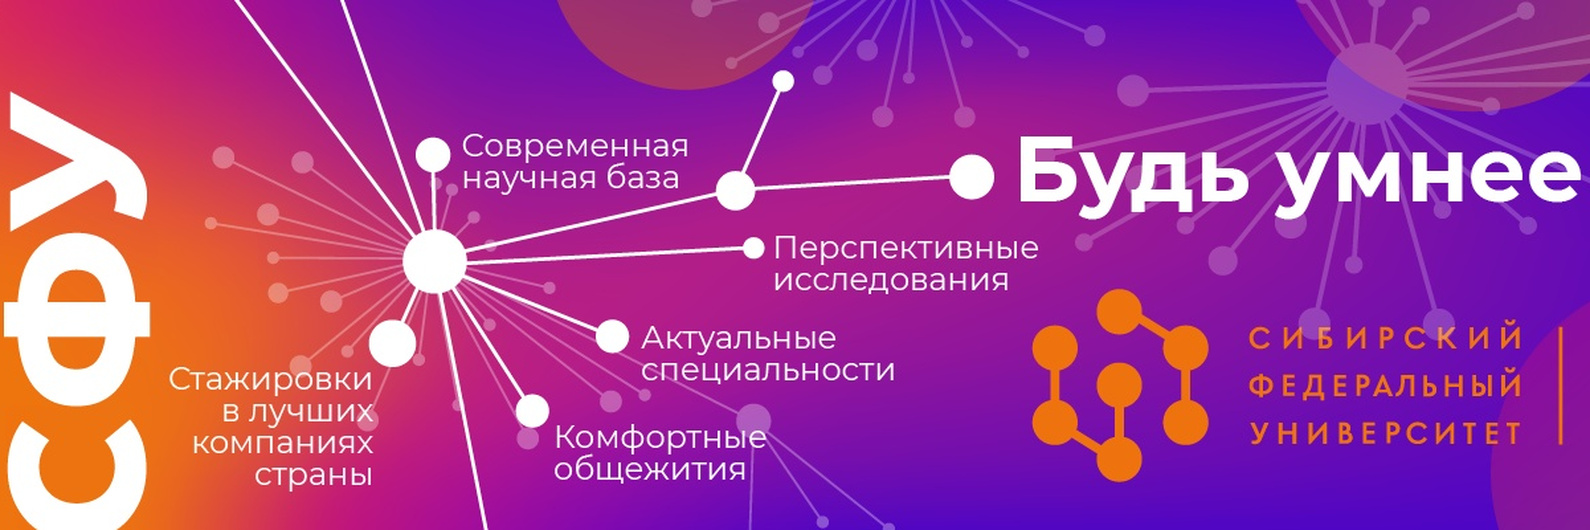 СФУ
Современная
научная база
Будь умнее
Перспективные
исследования
Актуальные
специальности
Стажировки
в лучших
компаниях
страны
Комфортные
общежития
СИБИРСКИЙ
ФЕДЕРАЛЬНЫЙ
УНИВЕРСИТЕТ